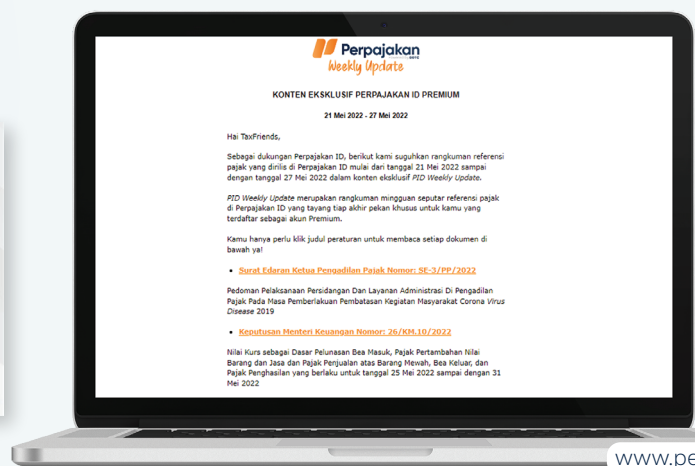 Perpajakan
Weekly Update
KONTEN EKSKLUSIF PERPAJAKAN ID PREMIUM
21 Mei 2022 - 27 Mei 2022
Hai TaxFriends,
Sebagai dukungan Perpajakan ID, berikut kami suguhkan rangkuman referensi
pajak yang dirilis di Perpajakan ID mulai dari tanggal 21 Mei 2022 sampai
dengan tanggal 27 Mei 2022 dalam konten eksklusif PID Weekly Update.
PID Weekly Update merupakan rangkuman mingguan seputar referensi pajak
di Perpajakan ID yang tayang tiap akhir pekan khusus untuk kamu yang
terdaftar sebagai akun Premium.
Kamu hanya perlu klik judul peraturan untuk membaca setiap dokumen di
bawah ya!
• Surat Edaran Ketua Pengadilan Pajak Nomor: SE-3/PP/2022
Pedoman Pelaksanaan Persidangan Dan Layanan Administrasi Di Pengadilan
Pajak Pada Masa Pemberlakuan Pembatasan Kegiatan Masyarakat Corona Virus
Disease 2019
• Keputusan Menteri Keuangan Nomor: 26/KM.10/2022
Nilai Kurs sebagai Dasar Pelunasan Bea Masuk, Pajak Pertambahan Nilai
Barang dan Jasa dan Pajak Penjualan atas Barang Mewah, Bea Keluar, dan
Pajak Penghasilan yang berlaku untuk tanggal 25 Mei 2022 sampai dengan 31
Mei 2022
www.pe